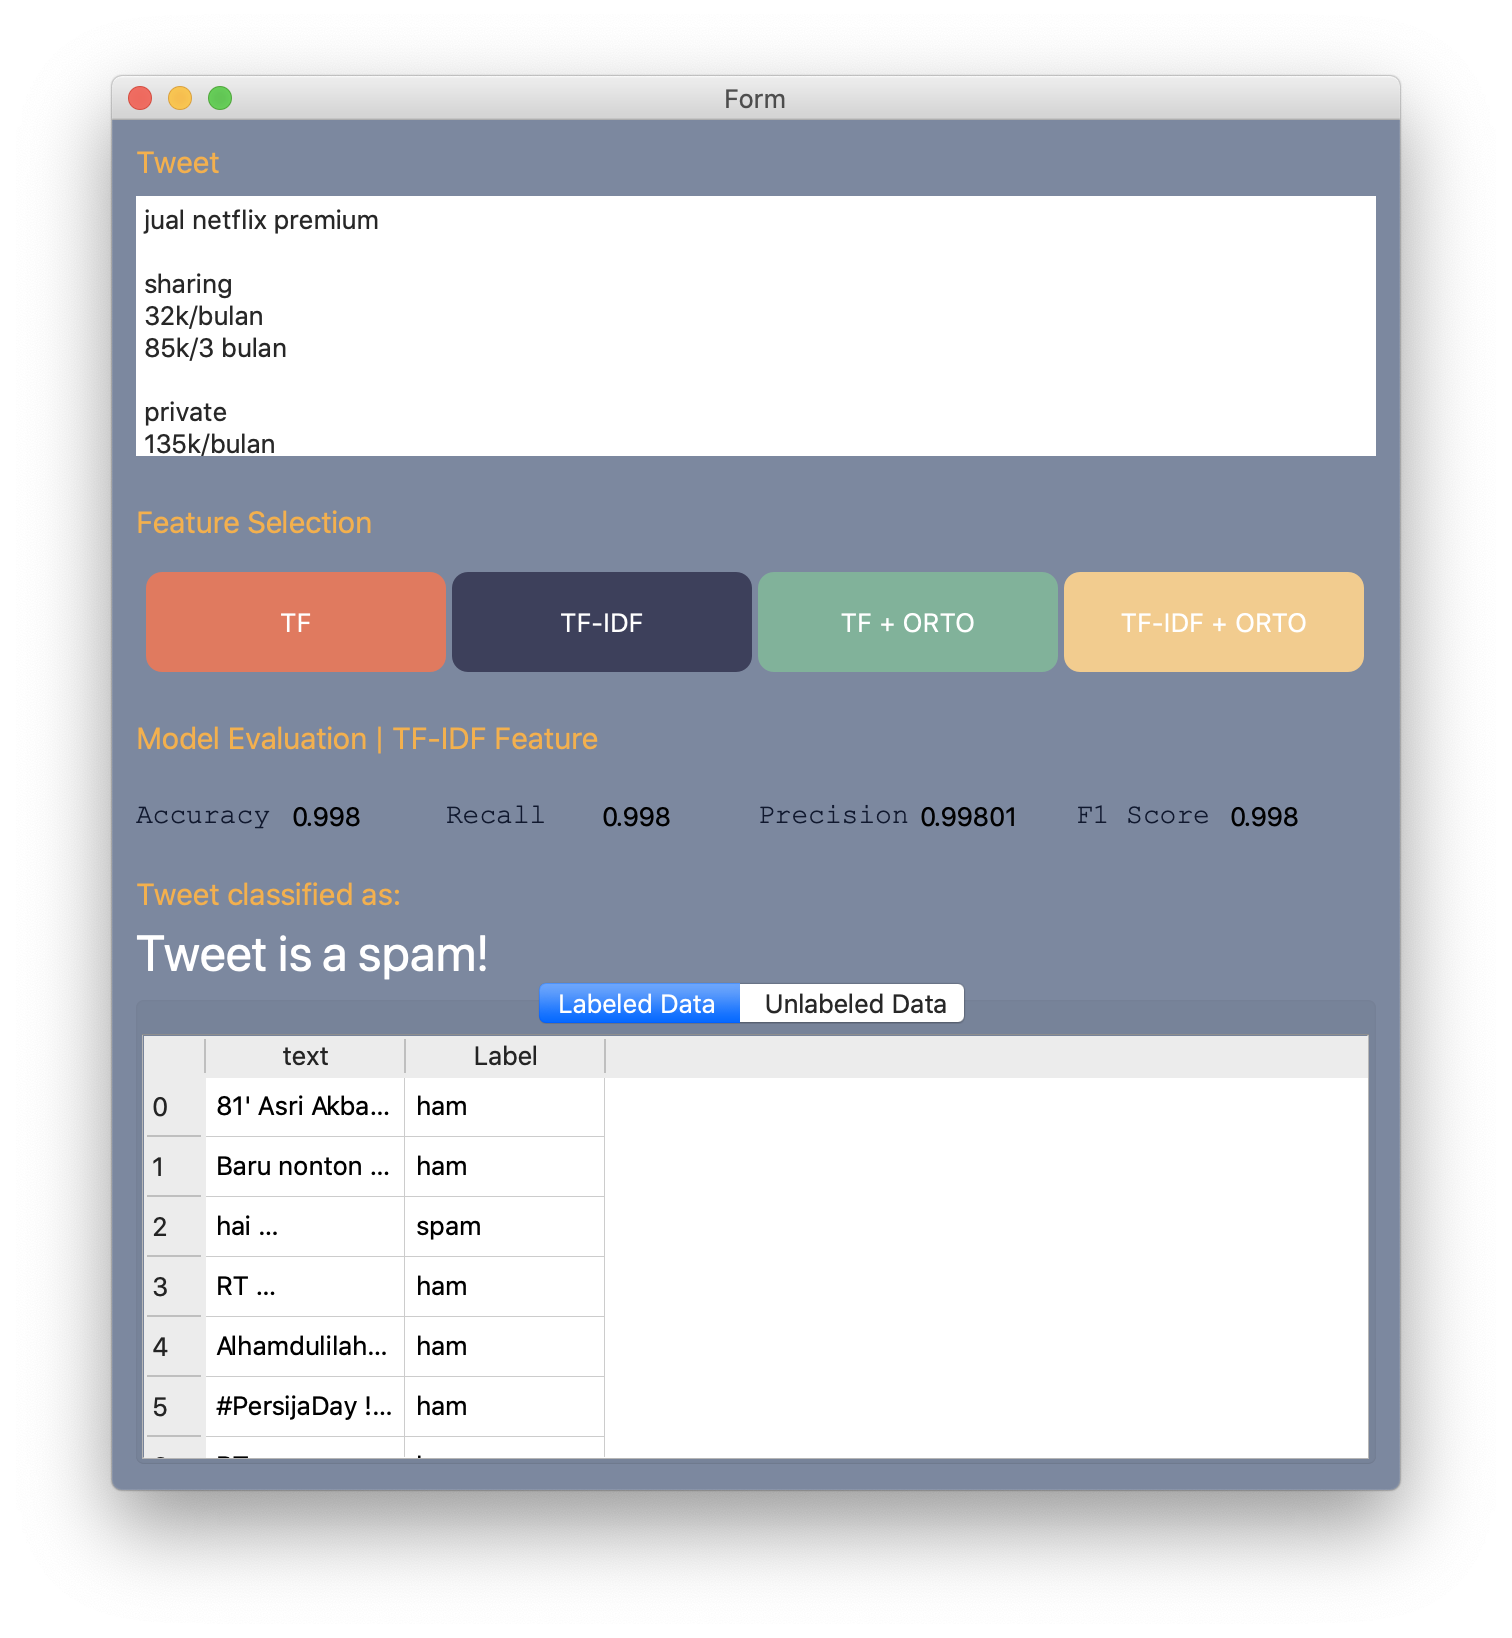 Form
Tweet
jual netflix premium
sharing
32k/bulan
85k/3 bulan
private
135k/bulan
Feature Selection
TF TF-IDF TF + ORTO TF-IDF + ORTO
Model Evaluation | TF-IDF Feature
Accuracy 0.998 Recall 0.998 Precision 0.99801 F1 Score 0.998
Tweet classified as:
Tweet is a spam!
Labeled Data Unlabeled Data
text Label
0 81' Asri Akba... ham
1 Baru nonton ... ham
2 hai ... spam
3 RT ... ham
4 Alhamdulilah... ham
5 #PersijaDay !... ham